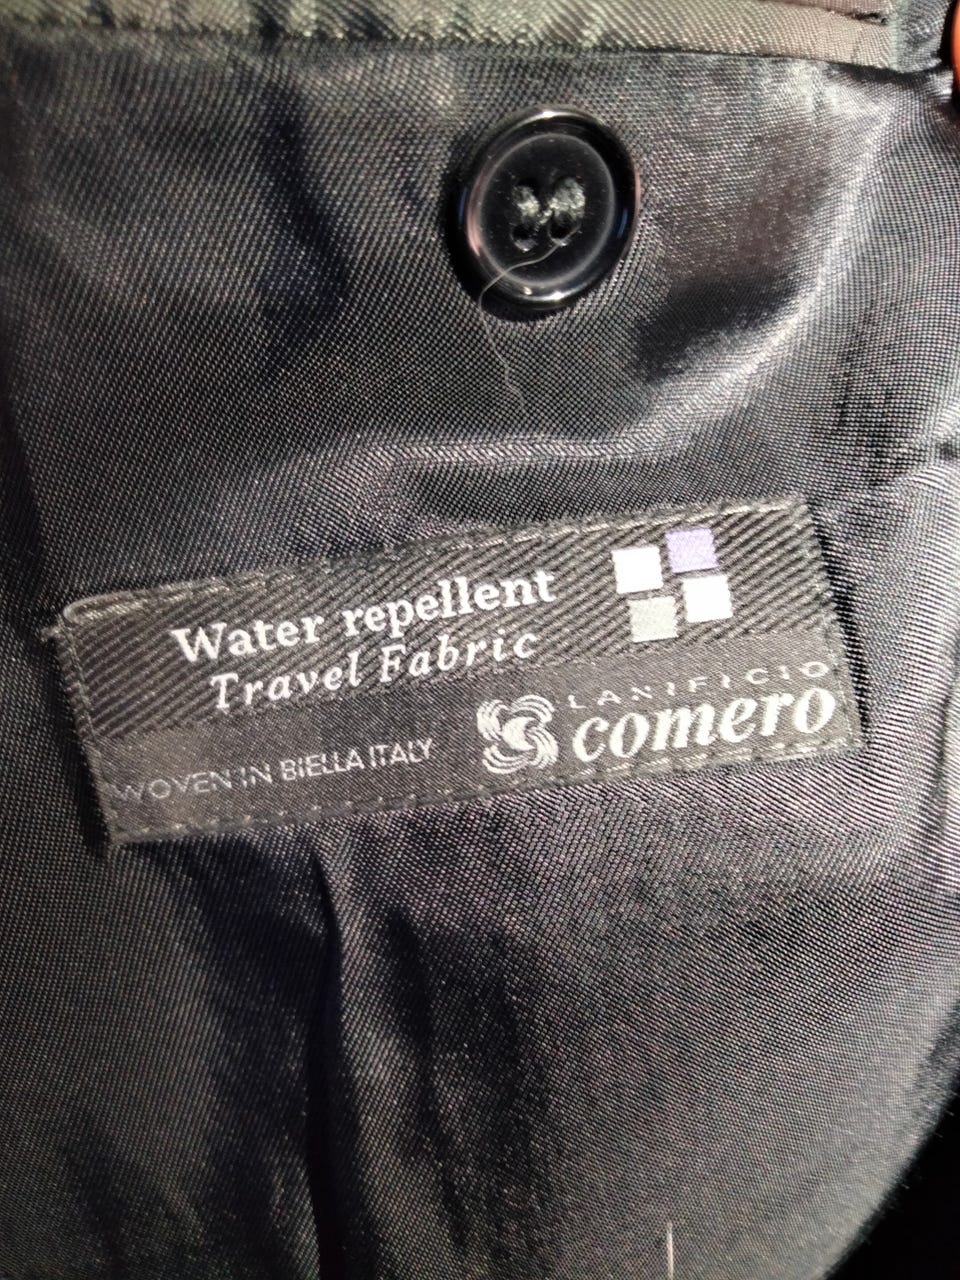 Water repellent
Travel Fabric
LANIFICIO
comero
WOVEN IN BIELLA ITALY